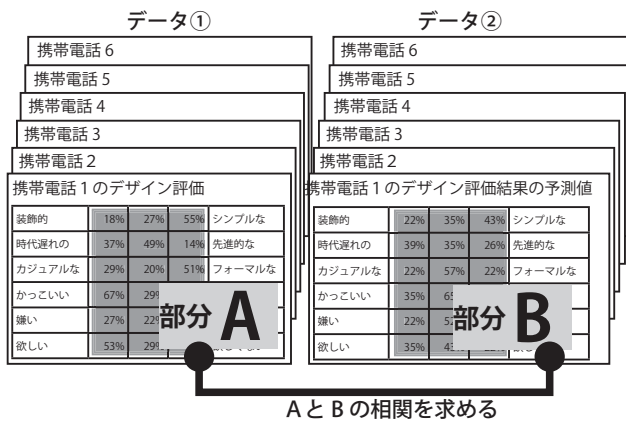 データ①
携帯電話 6
携帯電話 5
携帯電話 4
携帯電話 3
携帯電話 2
携帯電話 1 のデザイン評価
装飾的 18% 27% 55% シンプルな
時代遅れの 37% 49% 14% 先進的な
カジュアルな 29% 20% 51% フォーマルな
かっこいい 67% 29%
嫌い 27% 22%
欲しい 53% 29%
部分 A
データ②
携帯電話 6
携帯電話 5
携帯電話 4
携帯電話 3
携帯電話 2
携帯電話 1 のデザイン評価結果の予測値
装飾的 22% 35% 43% シンプルな
時代遅れの 39% 35% 26% 先進的な
カジュアルな 22% 57% 22% フォーマルな
かっこいい 35%
嫌い 22%
欲しい 35%
部分 B
A と B の相関を求める